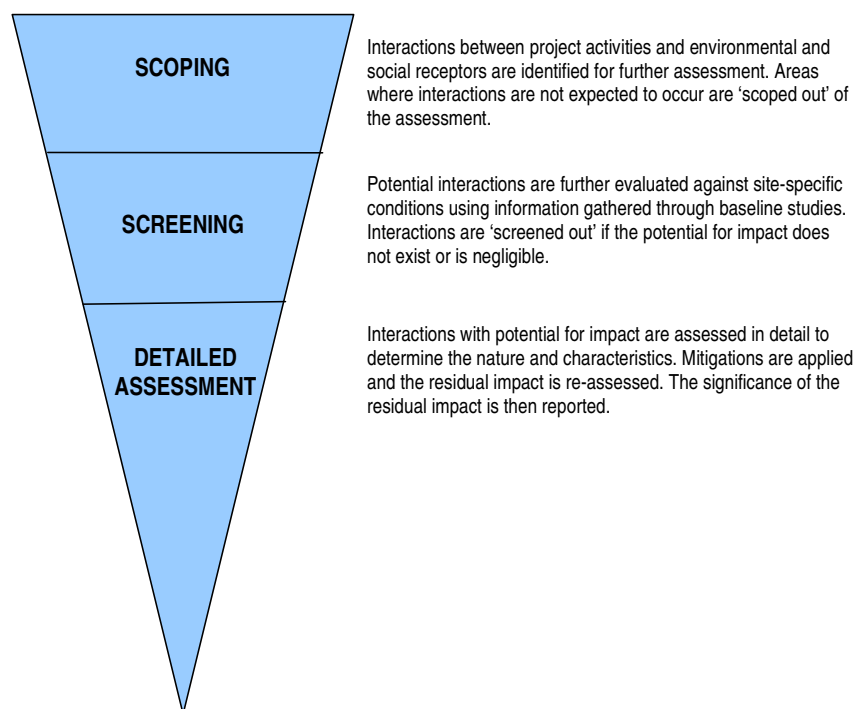 SCOPING
Interactions between project activities and environmental and
social receptors are identified for further assessment. Areas
where interactions are not expected to occur are ‘scoped out’ of
the assessment.
SCREENING
Potential interactions are further evaluated against site-specific
conditions using information gathered through baseline studies.
Interactions are ‘screened out’ if the potential for impact does
not exist or is negligible.
DETAILED
ASSESSMENT
Interactions with potential for impact are assessed in detail to
determine the nature and characteristics. Mitigations are applied
and the residual impact is re-assessed. The significance of the
residual impact is then reported.